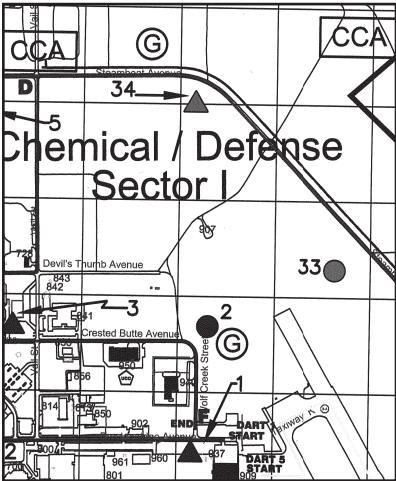 CCA
G
CCA
Steamboat Avenue
D
34
5
Chemical / Defense
Sector I
907
Devil's Thumb Avenue
33
843
842
3
841
2
Crested Butte Avenue
G
950
Wolf Creek Street
856
1
814
850
902
END
DART
START
Taxiway K
2
937
961
960
DART 5
START
801
909